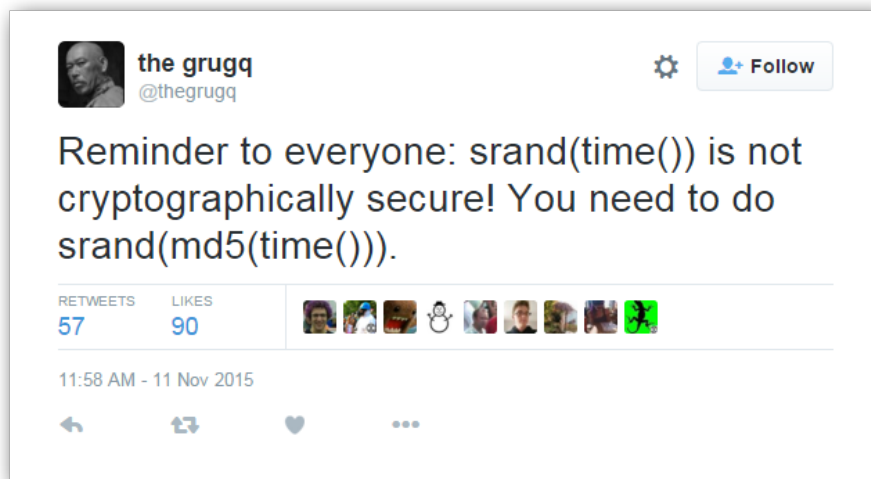 the grugq
Follow
@thegrugq
Reminder to everyone: srand(time()) is not
cryptographically secure! You need to do
srand(md5(time())).
RETWEETS LIKES
57 90
11:58 AM - 11 Nov 2015